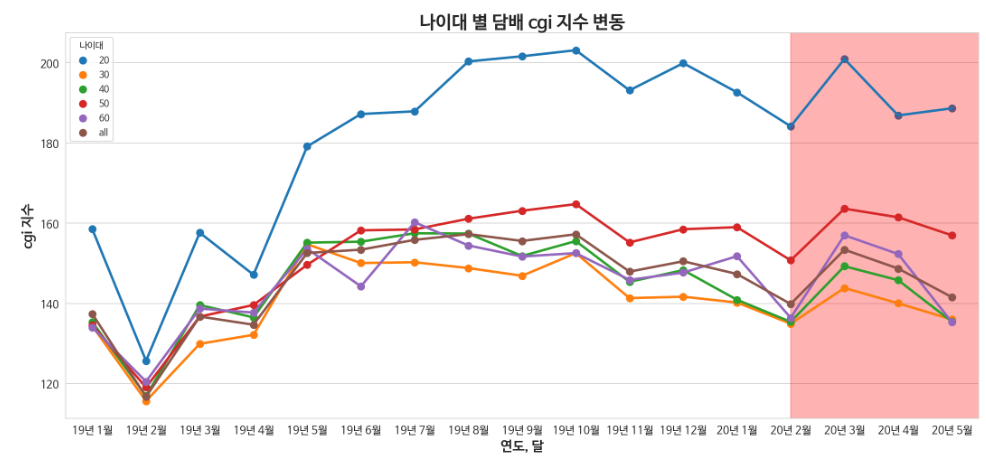 나이대 별 담배 cgi 지수 변동
나이대
20
30
40
50
60
all
cgi 지수
200
180
160
140
120
19년 1월 19년 2월 19년 3월 19년 4월 19년 5월 19년 6월 19년 7월 19년 8월 19년 9월 19년 10월 19년 11월 19년 12월 20년 1월 20년 2월 20년 3월 20년 4월 20년 5월
연도, 달